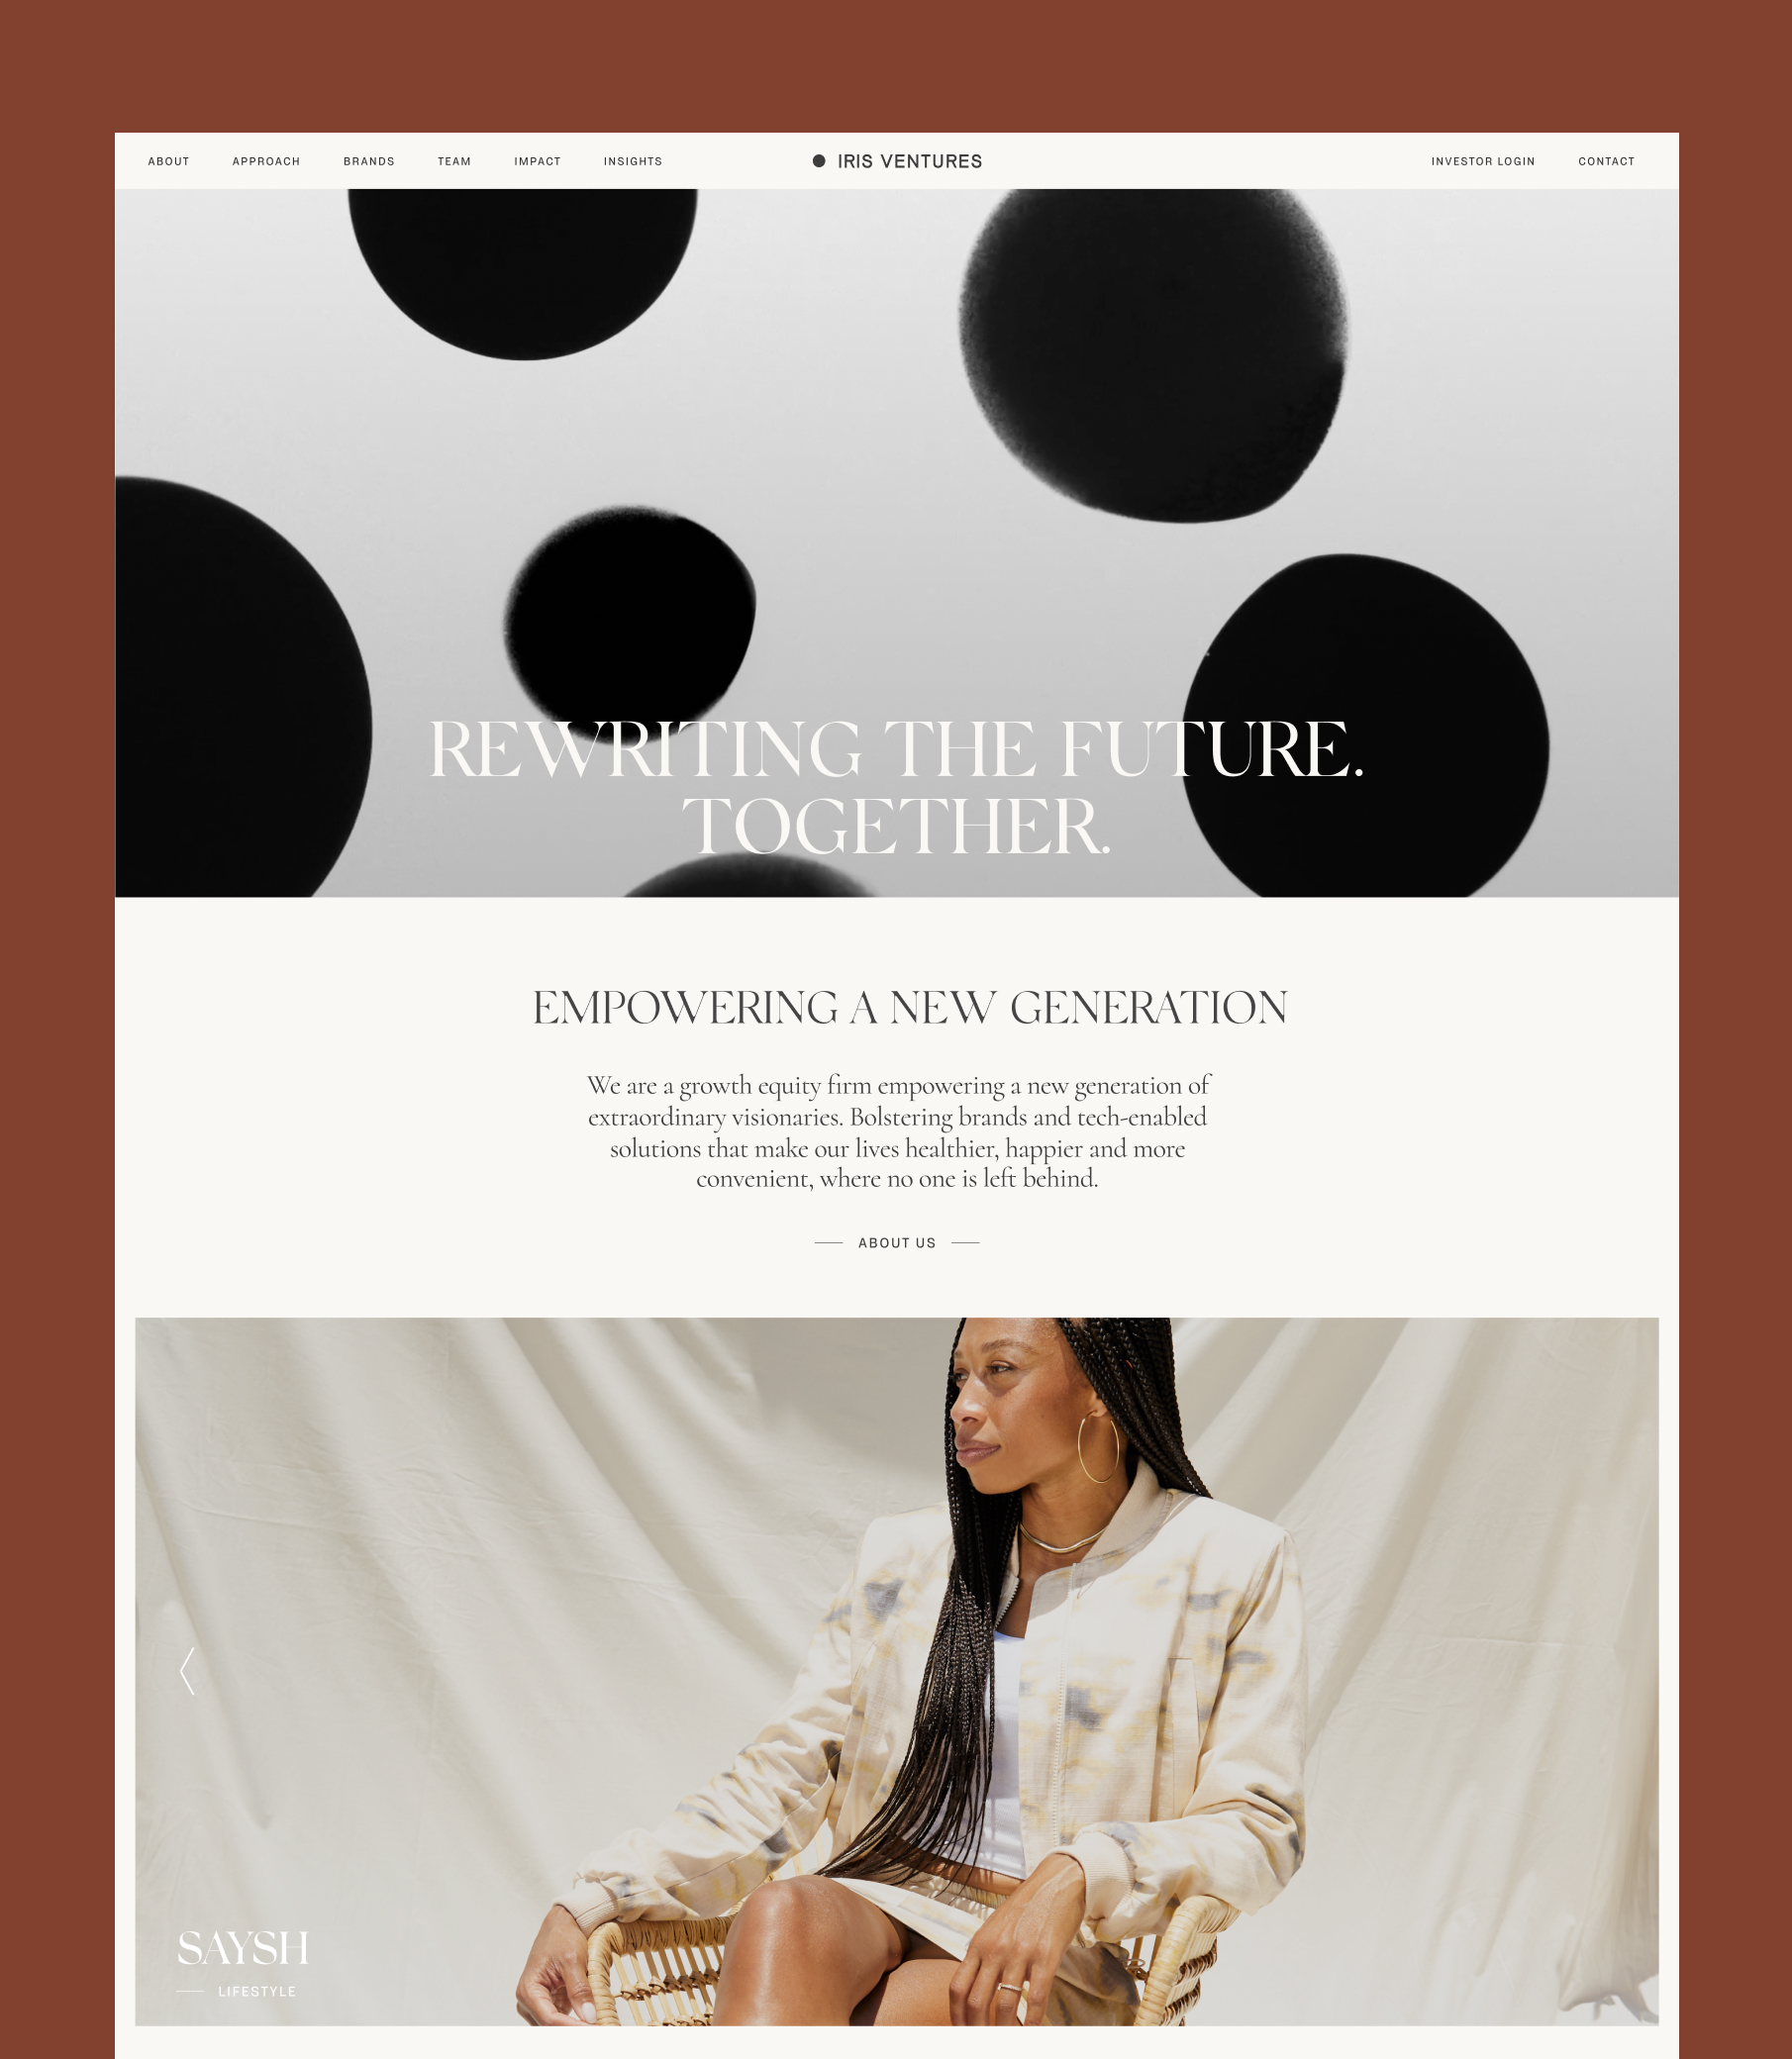 ABOUT
APPROACH
BRANDS
TEAM
IMPACT
INSIGHTS
IRIS VENTURES
INVESTOR LOGIN
CONTACT
REWRITING THE FUTURE.
TOGETHER.
EMPOWERING A NEW GENERATION
We are a growth equity firm empowering a new generation of
extraordinary visionaries. Bolstering brands and tech-enabled
solutions that make our lives healthier, happier and more
convenient, where no one is left behind.
ABOUT US
SAYSH
LIFESTYLE